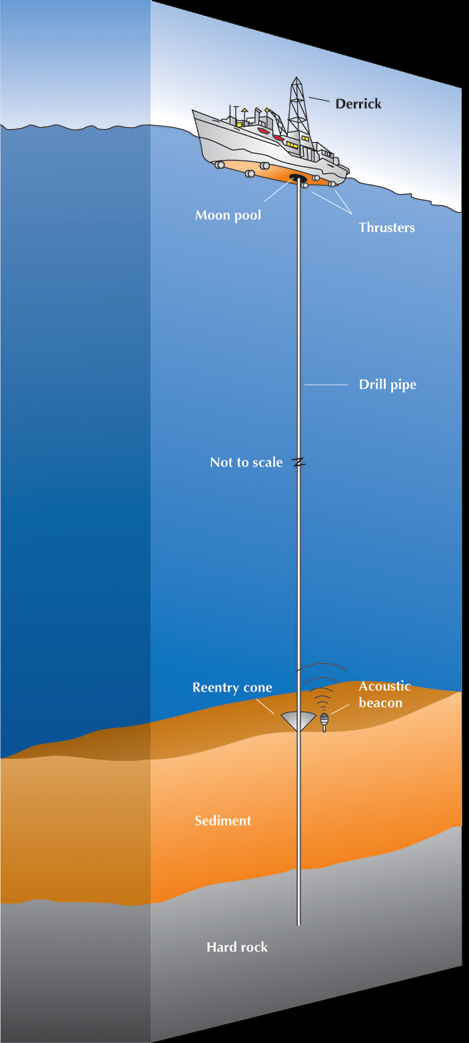 Derrick
Moon pool
Thrusters
Drill pipe
Not to scale
Reentry cone
Acoustic
beacon
Sediment
Hard rock